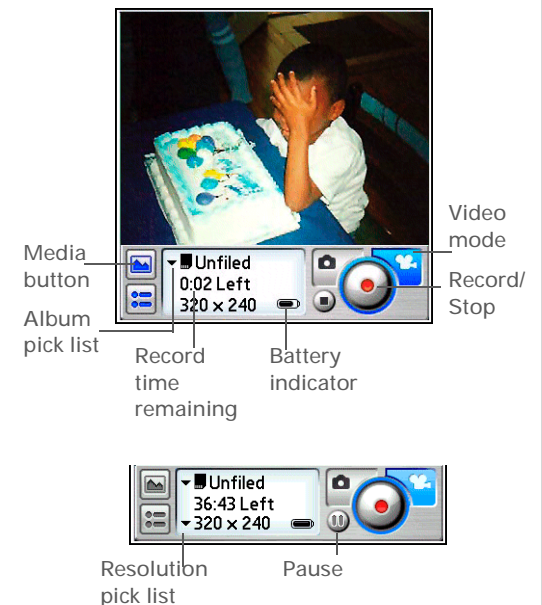 Video
mode
Media
button
Unfiled
0:02 Left
320 x 240
Record/
Stop
Album
pick list
Record
time
remaining
Battery
indicator
Unfiled
36:43 Left
320 x 240
Resolution
pick list
Pause